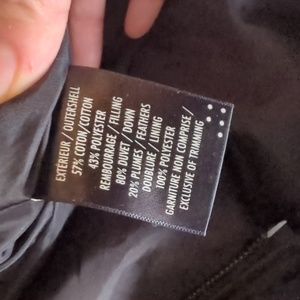 EXTÉRIEUR / OUTERSHELL
57% COTON/COTTON
43% POLYESTER
REMBOURRAGE / FILLING
80% DUVET / DOWN
20% PLUMES / FEATHERS
DOUBLURE / LINING
100% POLYESTER
GARNITURE NON COMPRISE /
EXCLUSIVE OF TRIMMING